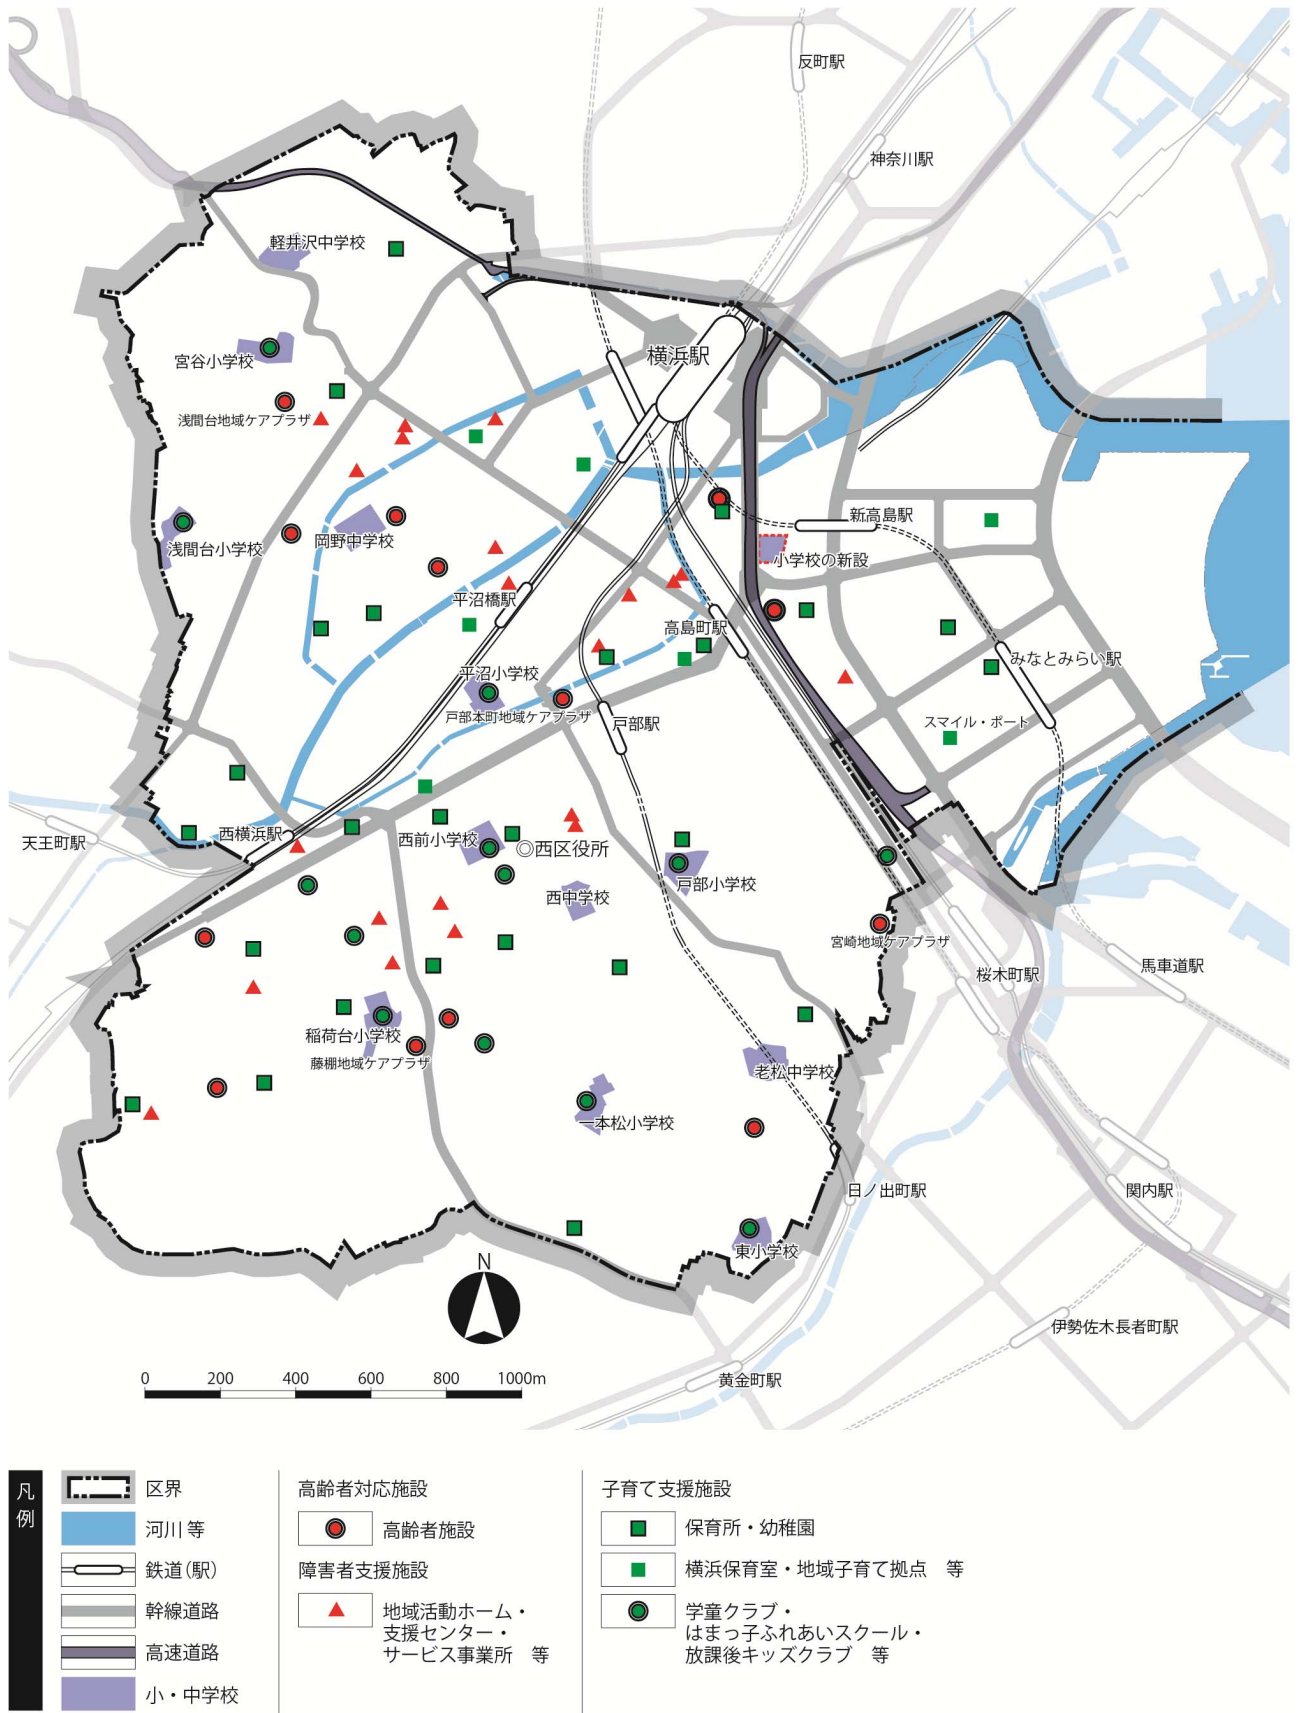 反町駅
神奈川駅
軽井沢中学校
横浜駅
宮谷小学校
浅間台地域ケアプラザ
新高島駅
岡野中学校
浅間台小学校
小学校の新設
平沼橋駅
高島町駅
みなとみらい駅
平沼小学校
戸部本町地域ケアプラザ
戸部駅
スマイル・ポート
天王町駅
西横浜駅
西前小学校
西区役所
戸部小学校
西中学校
宮崎地域ケアプラザ
桜木町駅
馬車道駅
稲荷台小学校
藤棚地域ケアプラザ
老松中学校
一本松小学校
日ノ出町駅
関内駅
東小学校
N
伊勢佐木長者町駅
黄金町駅
0 200 400 600 800 1000m
凡例
区界
河川等
鉄道(駅)
幹線道路
高速道路
小・中学校
高齢者対応施設
高齢者施設
障害者支援施設
地域活動ホーム・
支援センター・
サービス事業所 等
子育て支援施設
保育所・幼稚園
横浜保育室・地域子育て拠点 等
学童クラブ・
はまっ子ふれあいスクール・
放課後キッズクラブ 等